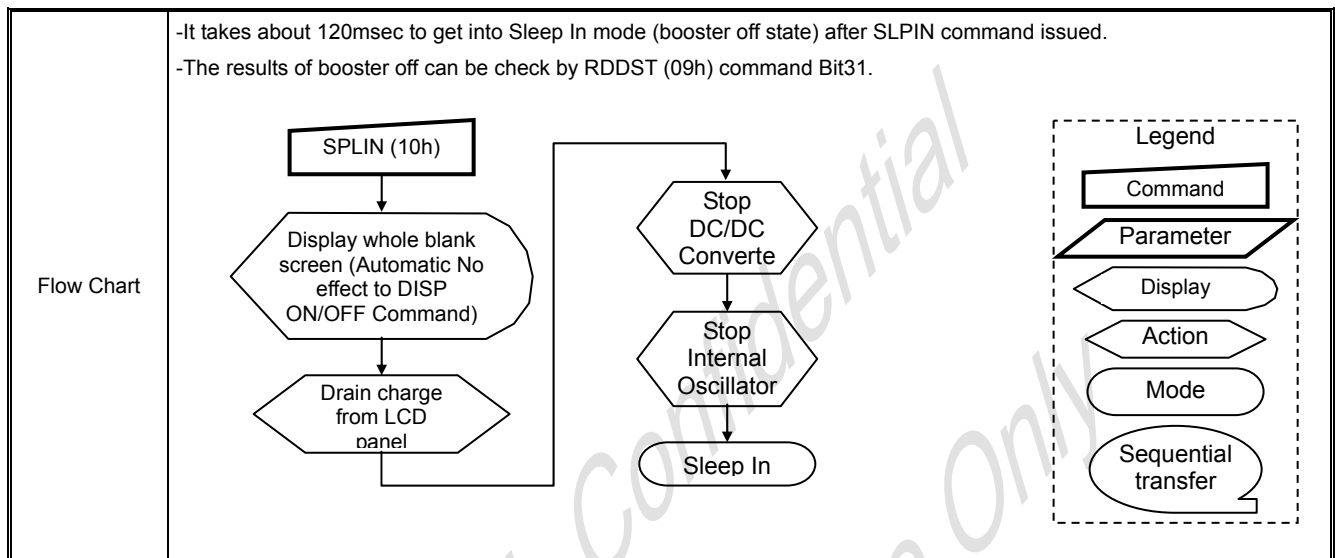 -It takes about 120msec to get into Sleep In mode (booster off state) after SLPIN command issued.
-The results of booster off can be check by RDDST (09h) command Bit31.
Flow Chart
SPLIN (10h)
Display whole blank
screen (Automatic No
effect to DISP
ON/OFF Command)
Drain charge
from LCD
panel
Stop
DC/DC
Converte
Stop
Internal
Oscillator
Sleep In
Legend
Command
Parameter
Display
Action
Mode
Sequential
transfer
Confidential
Only